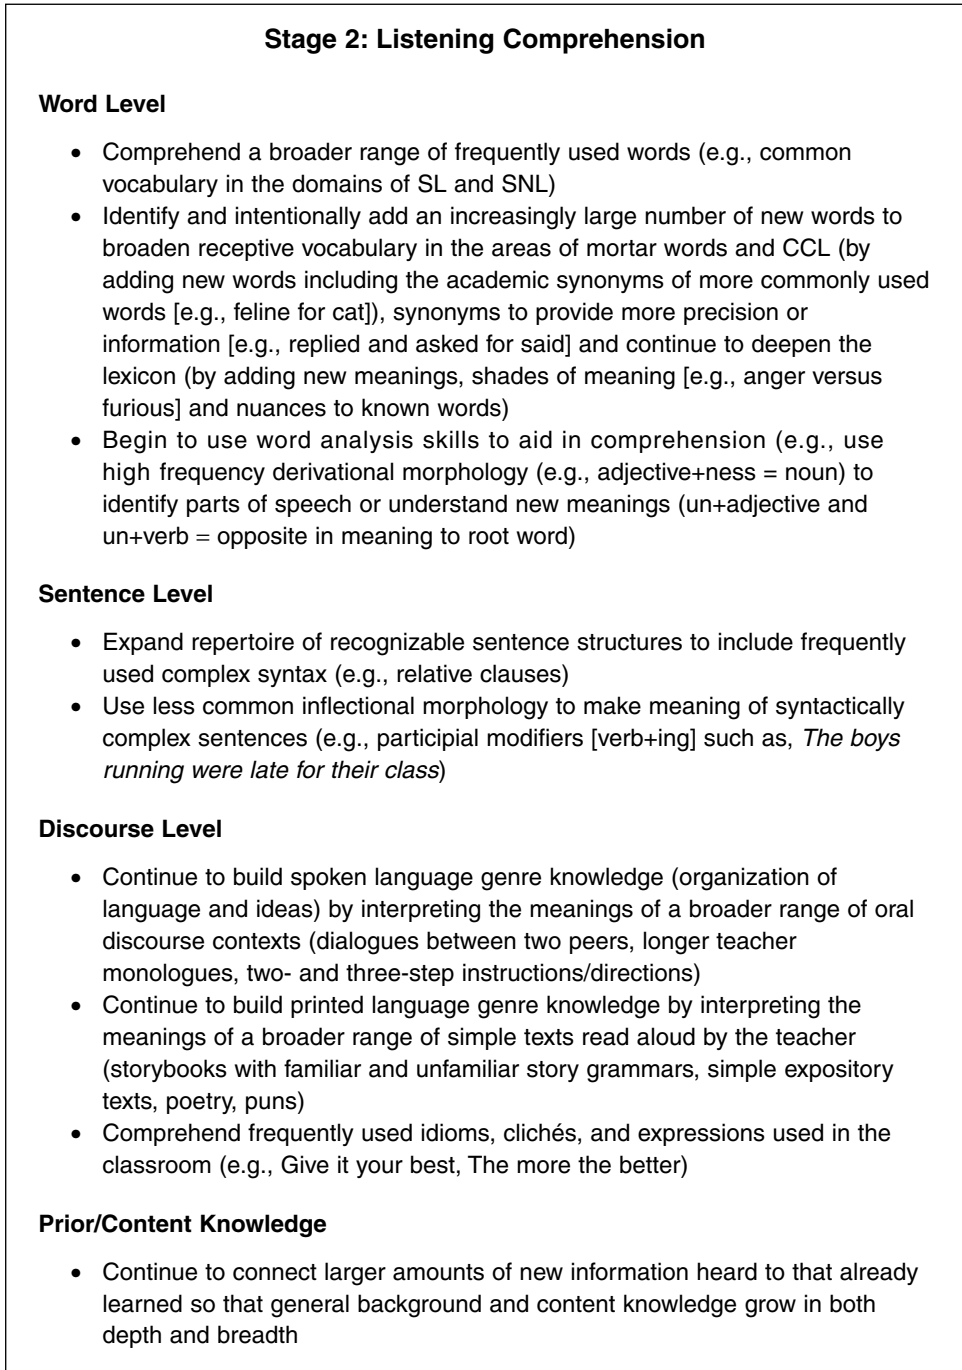 Stage 2: Listening Comprehension
Word Level
• Comprehend a broader range of frequently used words (e.g., common
vocabulary in the domains of SL and SNL)
• Identify and intentionally add an increasingly large number of new words to
broaden receptive vocabulary in the areas of mortar words and CCL (by
adding new words including the academic synonyms of more commonly used
words [e.g., feline for cat]), synonyms to provide more precision or
information [e.g., replied and asked for said] and continue to deepen the
lexicon (by adding new meanings, shades of meaning [e.g., anger versus
furious] and nuances to known words)
• Begin to use word analysis skills to aid in comprehension (e.g., use
high frequency derivational morphology (e.g., adjective+ness = noun) to
identify parts of speech or understand new meanings (un+adjective and
un+verb = opposite in meaning to root word)
Sentence Level
• Expand repertoire of recognizable sentence structures to include frequently
used complex syntax (e.g., relative clauses)
• Use less common inflectional morphology to make meaning of syntactically
complex sentences (e.g., participial modifiers [verb+ing] such as, The boys
running were late for their class)
Discourse Level
• Continue to build spoken language genre knowledge (organization of
language and ideas) by interpreting the meanings of a broader range of oral
discourse contexts (dialogues between two peers, longer teacher
monologues, two- and three-step instructions/directions)
• Continue to build printed language genre knowledge by interpreting the
meanings of a broader range of simple texts read aloud by the teacher
(storybooks with familiar and unfamiliar story grammars, simple expository
texts, poetry, puns)
• Comprehend frequently used idioms, clichés, and expressions used in the
classroom (e.g., Give it your best, The more the better)
Prior/Content Knowledge
• Continue to connect larger amounts of new information heard to that already
learned so that general background and content knowledge grow in both
depth and breadth